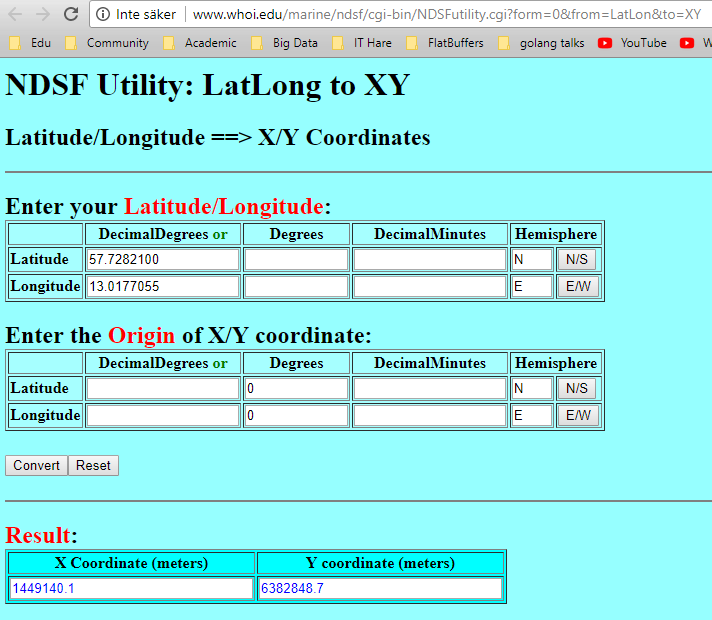 Inte säker www.whoi.edu/marine/ndsf/cgi-bin/NDSFutility.cgi?form=0&from=LatLon&to=XY
Edu Community Academic Big Data IT Hare FlatBuffers golang talks YouTube W
NDSF Utility: LatLong to XY
Latitude/Longitude ==> X/Y Coordinates
Enter your Latitude/Longitude:
DecimalDegrees or Degrees DecimalMinutes Hemisphere
Latitude 57.7282100 N N/S
Longitude 13.0177055 E E/W
Enter the Origin of X/Y coordinate:
DecimalDegrees or Degrees DecimalMinutes Hemisphere
Latitude 0 N N/S
Longitude 0 E E/W
Convert Reset
Result:
X Coordinate (meters) Y coordinate (meters)
1449140.1 6382848.7